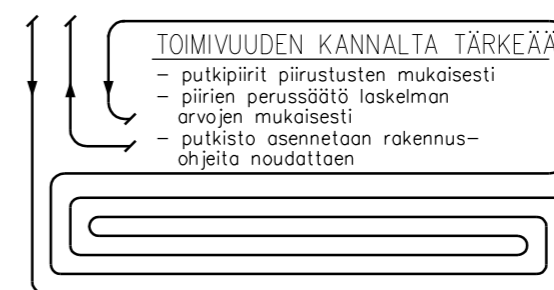 TOIMIVUUDEN KANNALTA TÄRKEÄÄ
– putkipiirit piirustusten mukaisesti
– piirien perussäätö laskelman
arvojen mukaisesti
– putkisto asennetaan rakennus–
ohjeita noudattaen